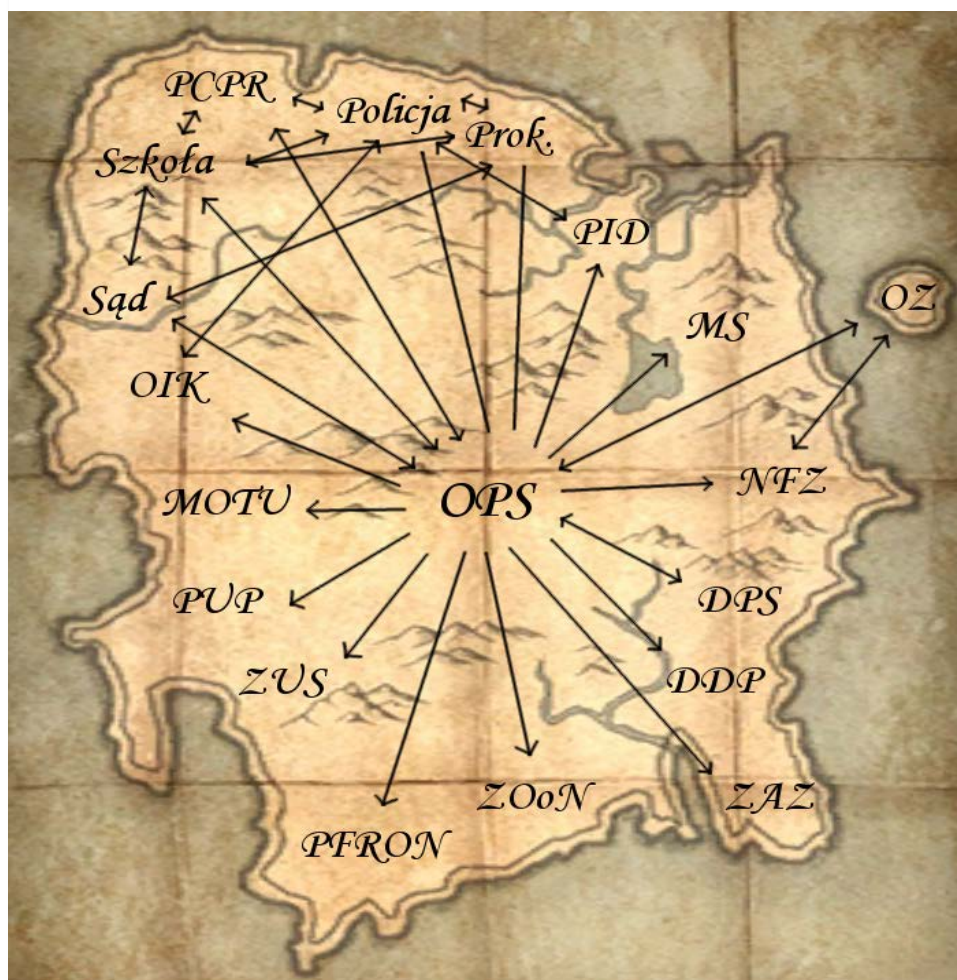 PCPR
Policja
Prok.
Szkoła
PID
Sąd
OZ
MS
OIK
NFZ
MOTU
OPS
PUP
DPS
ZUS
DDP
ZOoN
ZAZ
PFRON